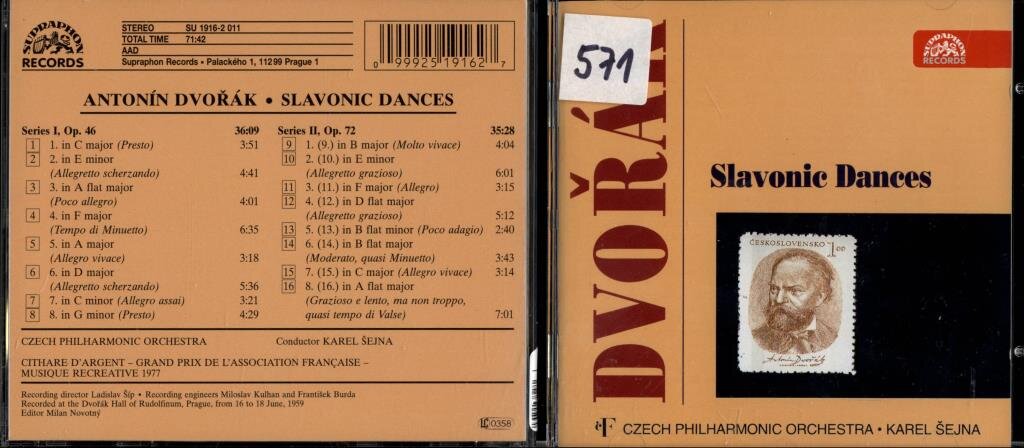 SUPRAPHON
RECORDS
STEREO SU 1916-2 011
TOTAL TIME 71:42
AAD
Supraphon Records • Palackého 1, 112 99 Prague 1
0 99925 19162 7
ANTONÍN DVOŘÁK • SLAVONIC DANCES
Series I, Op. 46 36:09
1 1. in C major (Presto) 3:51
2 2. in E minor
(Allegretto scherzando) 4:41
3 3. in A flat major
(Poco allegro) 4:01
4 4. in F major
(Tempo di Minuetto) 6:35
5 5. in A major
(Allegro vivace) 3:18
6 6. in D major
(Allegretto scherzando) 5:36
7 7. in C minor (Allegro assai) 3:21
8 8. in G minor (Presto) 4:29
Series II, Op. 72 35:28
9 1. (9.) in B major (Molto vivace) 4:04
10 2. (10.) in E minor
(Allegretto grazioso) 6:01
11 3. (11.) in F major (Allegro) 3:15
12 4. (12.) in D flat major
(Allegretto grazioso) 5:12
13 5. (13.) in B flat minor (Poco adagio) 2:40
14 6. (14.) in B flat major
(Moderato, quasi Minuetto) 3:43
15 7. (15.) in C major (Allegro vivace) 3:14
16 8. (16.) in A flat major
(Grazioso e lento, ma non troppo,
quasi tempo di Valse) 7:01
CZECH PHILHARMONIC ORCHESTRA Conductor KAREL ŠEJNA
CITHARE D'ARGENT – GRAND PRIX DE L'ASSOCIATION FRANÇAISE –
MUSIQUE RECREATIVE 1977
Recording director Ladislav Šíp • Recording engineers Miloslav Kulhan and František Burda
Recorded at the Dvořák Hall of Rudolfinum, Prague, from 16 to 18 June, 1959
Editor Milan Novotný
LC 0358
571
DVOŘÁK
SUPRAPHON
RECORDS
Slavonic Dances
ČESKOSLOVENSKO
1 00
Antonín Dvořák
CZECH PHILHARMONIC ORCHESTRA • KAREL ŠEJNA